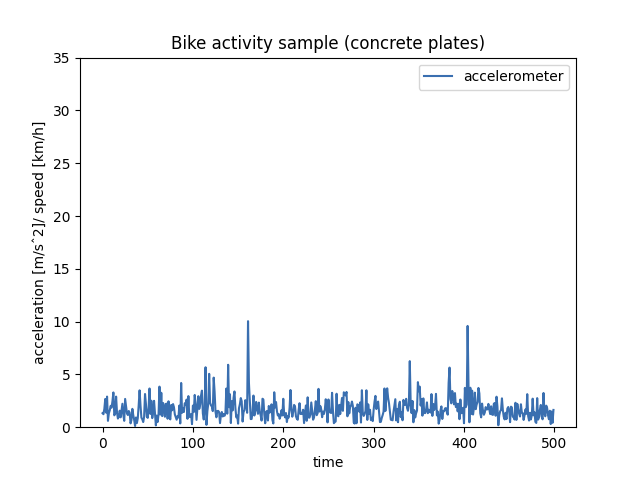 Bike activity sample (concrete plates)
accelerometer
35
30
25
20
15
10
5
0
acceleration [m/sˆ2]/ speed [km/h]
0 100 200 300 400 500
time